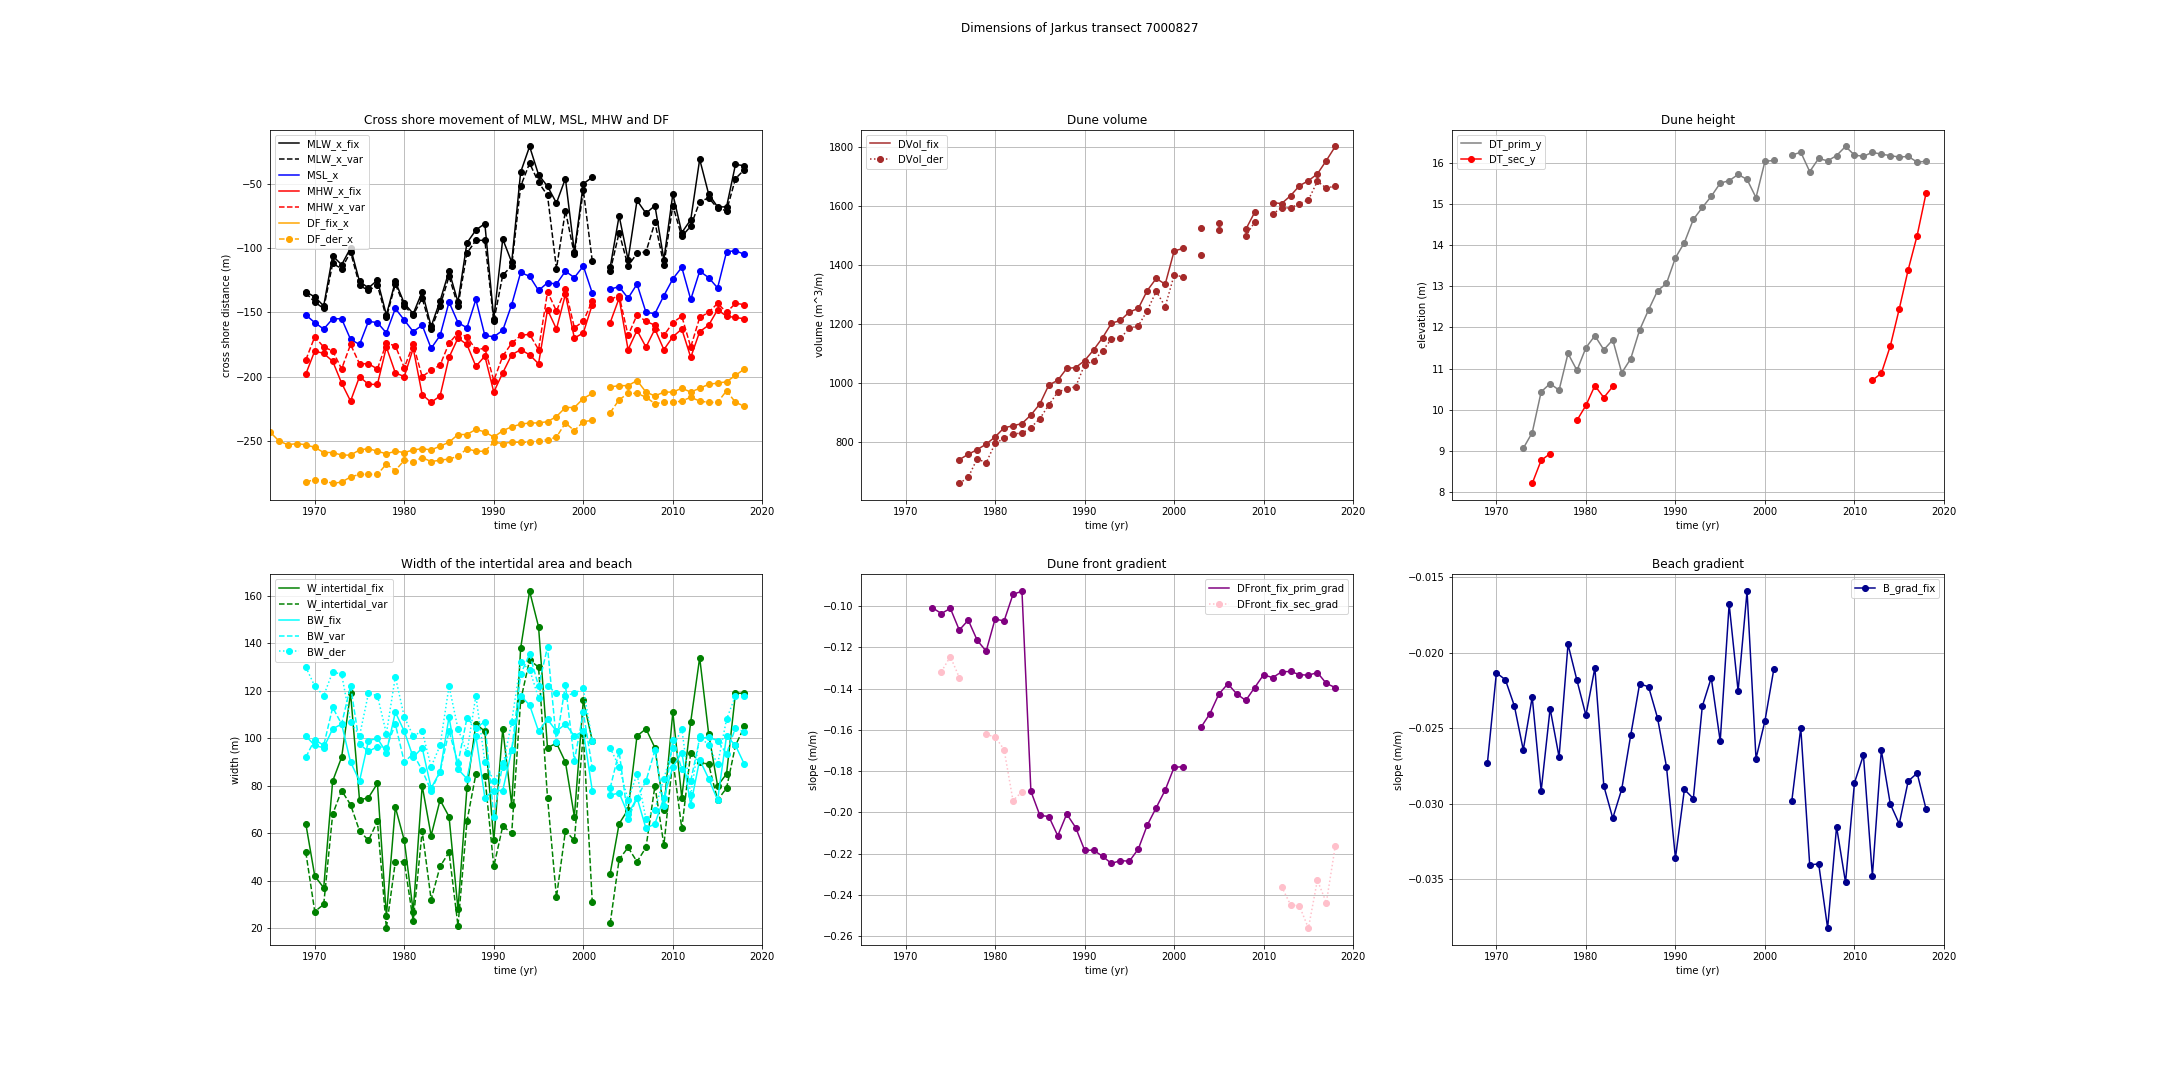 Dimensions of Jarkus transect 7000827
Cross shore movement of MLW, MSL, MHW and DF
MLW_x_fix
MLW_x_var
MSL_x
MHW_x_fix
MHW_x_var
DF_fix_x
DF_der_x
cross shore distance (m)
−50
−100
−150
−200
−250
1970 1980 1990 2000 2010 2020
time (yr)
Dune volume
DVol_fix
DVol_der
volume (m^3/m)
1800
1600
1400
1200
1000
800
1970 1980 1990 2000 2010 2020
time (yr)
Dune height
DT_prim_y
DT_sec_y
elevation (m)
16
15
14
13
12
11
10
9
8
1970 1980 1990 2000 2010 2020
time (yr)
Width of the intertidal area and beach
W_intertidal_fix
W_intertidal_var
BW_fix
BW_var
BW_der
width (m)
160
140
120
100
80
60
40
20
1970 1980 1990 2000 2010 2020
time (yr)
Dune front gradient
DFront_fix_prim_grad
DFront_fix_sec_grad
slope (m/m)
−0.10
−0.12
−0.14
−0.16
−0.18
−0.20
−0.22
−0.24
−0.26
1970 1980 1990 2000 2010 2020
time (yr)
Beach gradient
B_grad_fix
slope (m/m)
−0.015
−0.020
−0.025
−0.030
−0.035
1970 1980 1990 2000 2010 2020
time (yr)